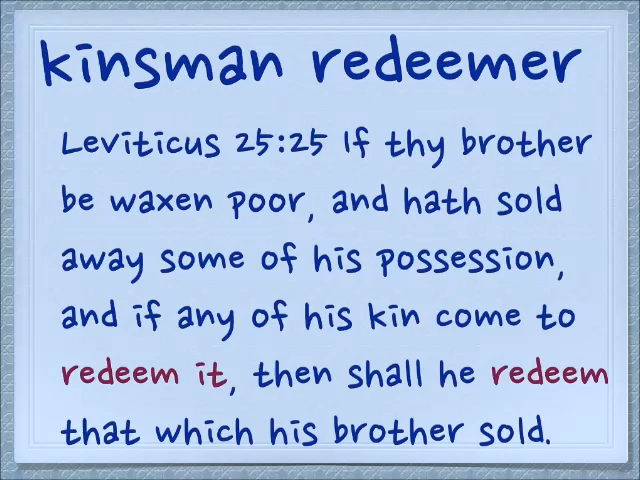 kinsman redeemer
Leviticus 25:25 If thy brother
be waxen poor, and hath sold
away some of his possession,
and if any of his kin come to
redeem it, then shall he redeem
that which his brother sold.